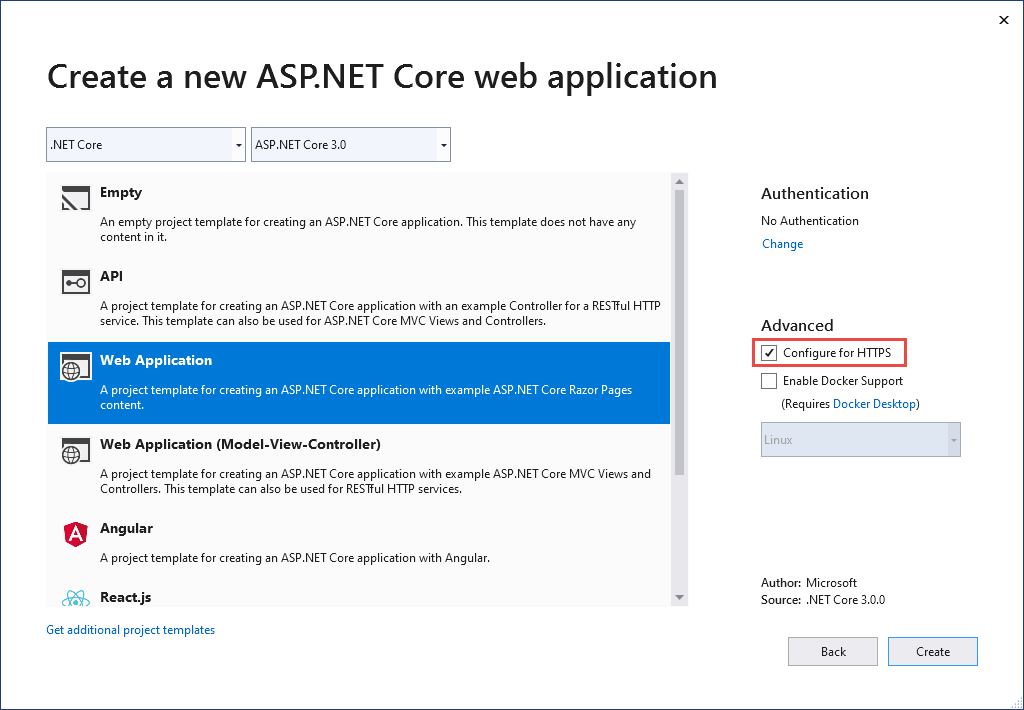 Create a new ASP.NET Core web application
.NET Core
ASP.NET Core 3.0
Empty
An empty project template for creating an ASP.NET Core application. This template does not have any
content in it.
API
A project template for creating an ASP.NET Core application with an example Controller for a RESTful HTTP
service. This template can also be used for ASP.NET Core MVC Views and Controllers.
Web Application
A project template for creating an ASP.NET Core application with example ASP.NET Core Razor Pages
content.
Web Application (Model-View-Controller)
A project template for creating an ASP.NET Core application with example ASP.NET Core MVC Views and
Controllers. This template can also be used for RESTful HTTP services.
Angular
A project template for creating an ASP.NET Core application with Angular.
React.js
Get additional project templates
Authentication
No Authentication
Change
Advanced
Configure for HTTPS
Enable Docker Support
(Requires Docker Desktop)
Linux
Author: Microsoft
Source: .NET Core 3.0.0
Back
Create